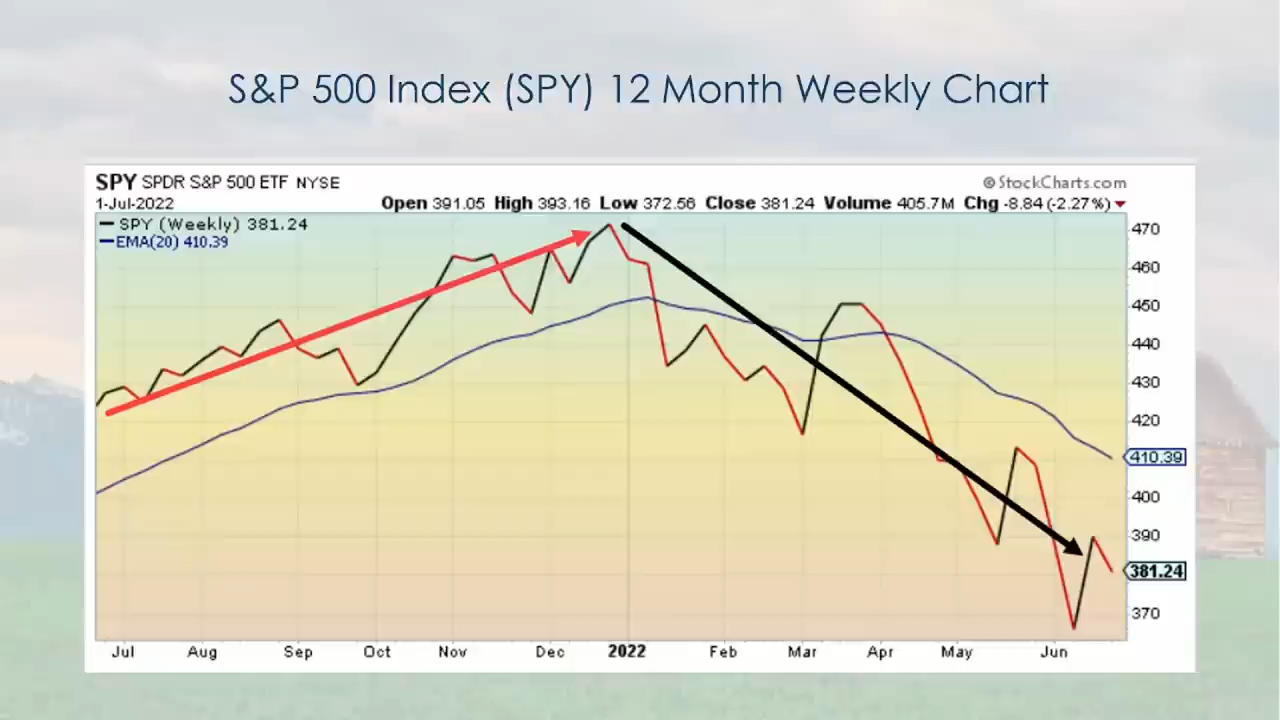 S&P 500 Index (SPY) 12 Month Weekly Chart
SPY SPDR S&P 500 ETF NYSE
© StockCharts.com
1-Jul-2022
Open 391.05 High 393.16 Low 372.56 Close 381.24 Volume 405.7M Chg -8.84 (-2.27%)
SPY (Weekly) 381.24
EMA(20) 410.39
470
460
450
440
430
420
410.39
400
390
381.24
370
Jul Aug Sep Oct Nov Dec 2022 Feb Mar Apr May Jun